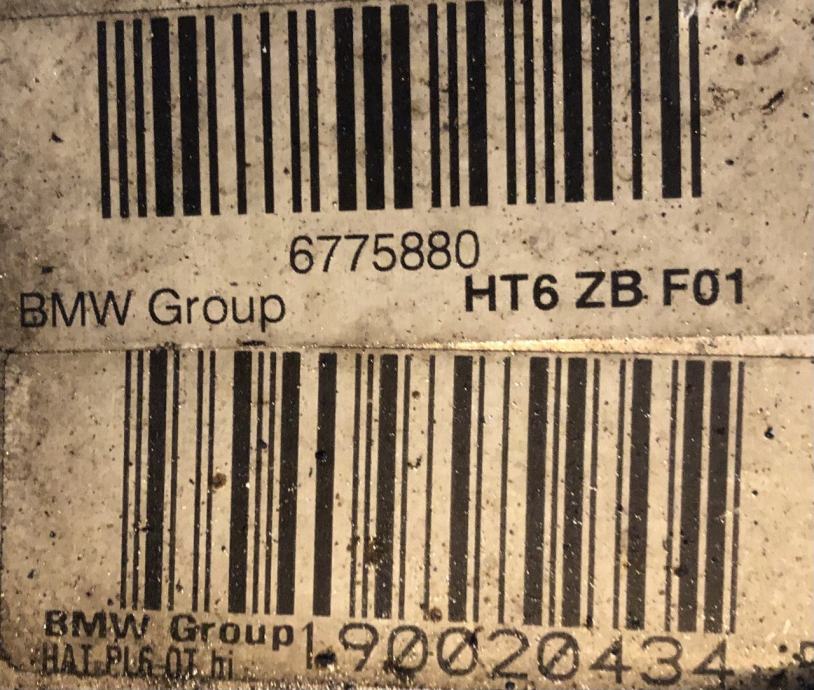 6775880
BMW Group HT6 ZB F01
BMW Group 1.90020434
HAT PL6-OT hi